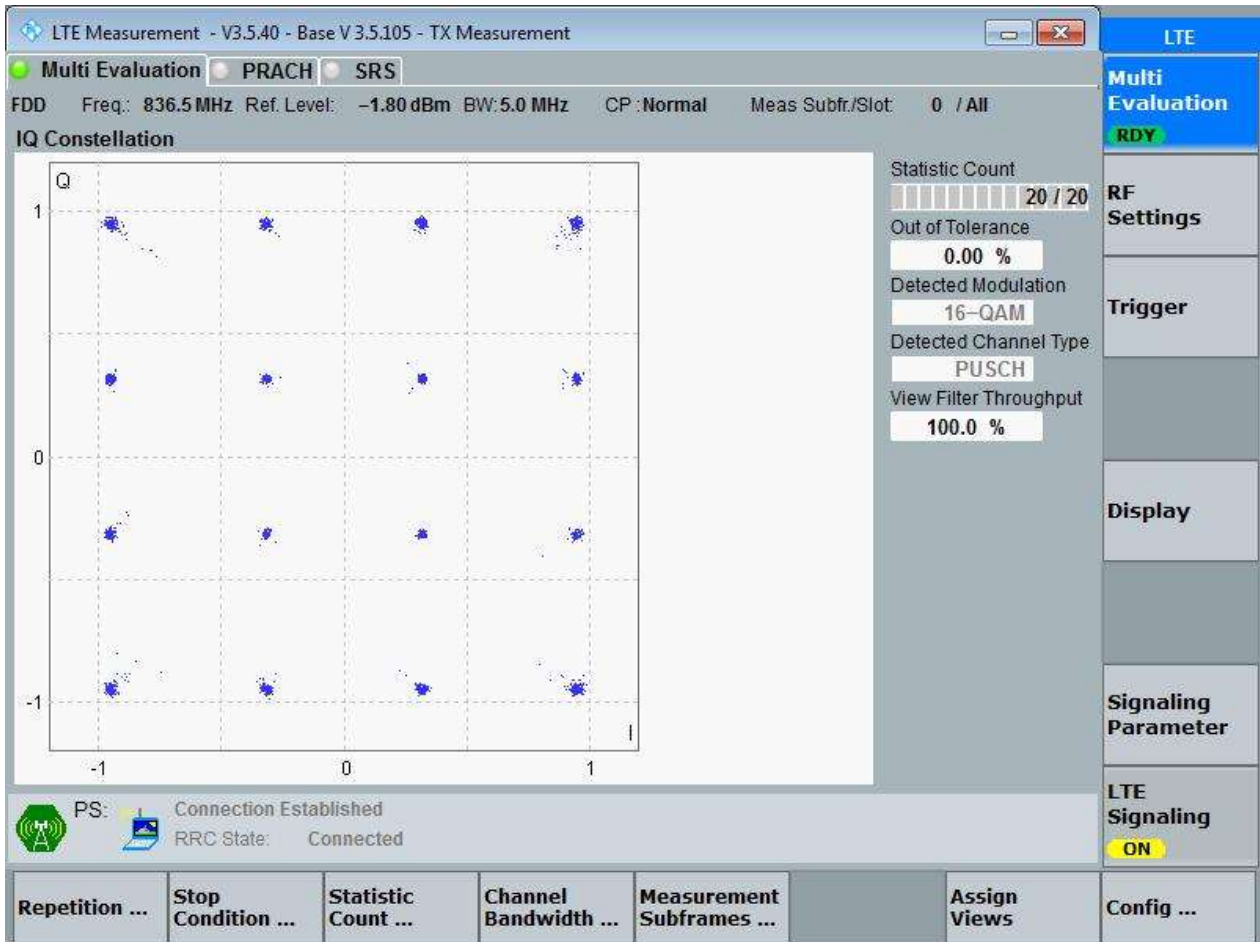 LTE Measurement - V3.5.40 - Base V 3.5.105 - TX Measurement
LTE
Multi Evaluation PRACH SRS
Multi
Evaluation
RDY
FDD Freq.: 836.5 MHz Ref. Level: −1.80 dBm BW: 5.0 MHz CP : Normal Meas Subfr./Slot: 0 / All
IQ Constellation
Q
1
0
-1
I
-1 0 1
Statistic Count
20 / 20
Out of Tolerance
0.00 %
Detected Modulation
16−QAM
Detected Channel Type
PUSCH
View Filter Throughput
100.0 %
RF
Settings
Trigger
Display
Signaling
Parameter
LTE
Signaling
ON
PS: Connection Established
RRC State: Connected
Repetition ...
Stop
Condition ...
Statistic
Count ...
Channel
Bandwidth ...
Measurement
Subframes ...
Assign
Views
Config ...